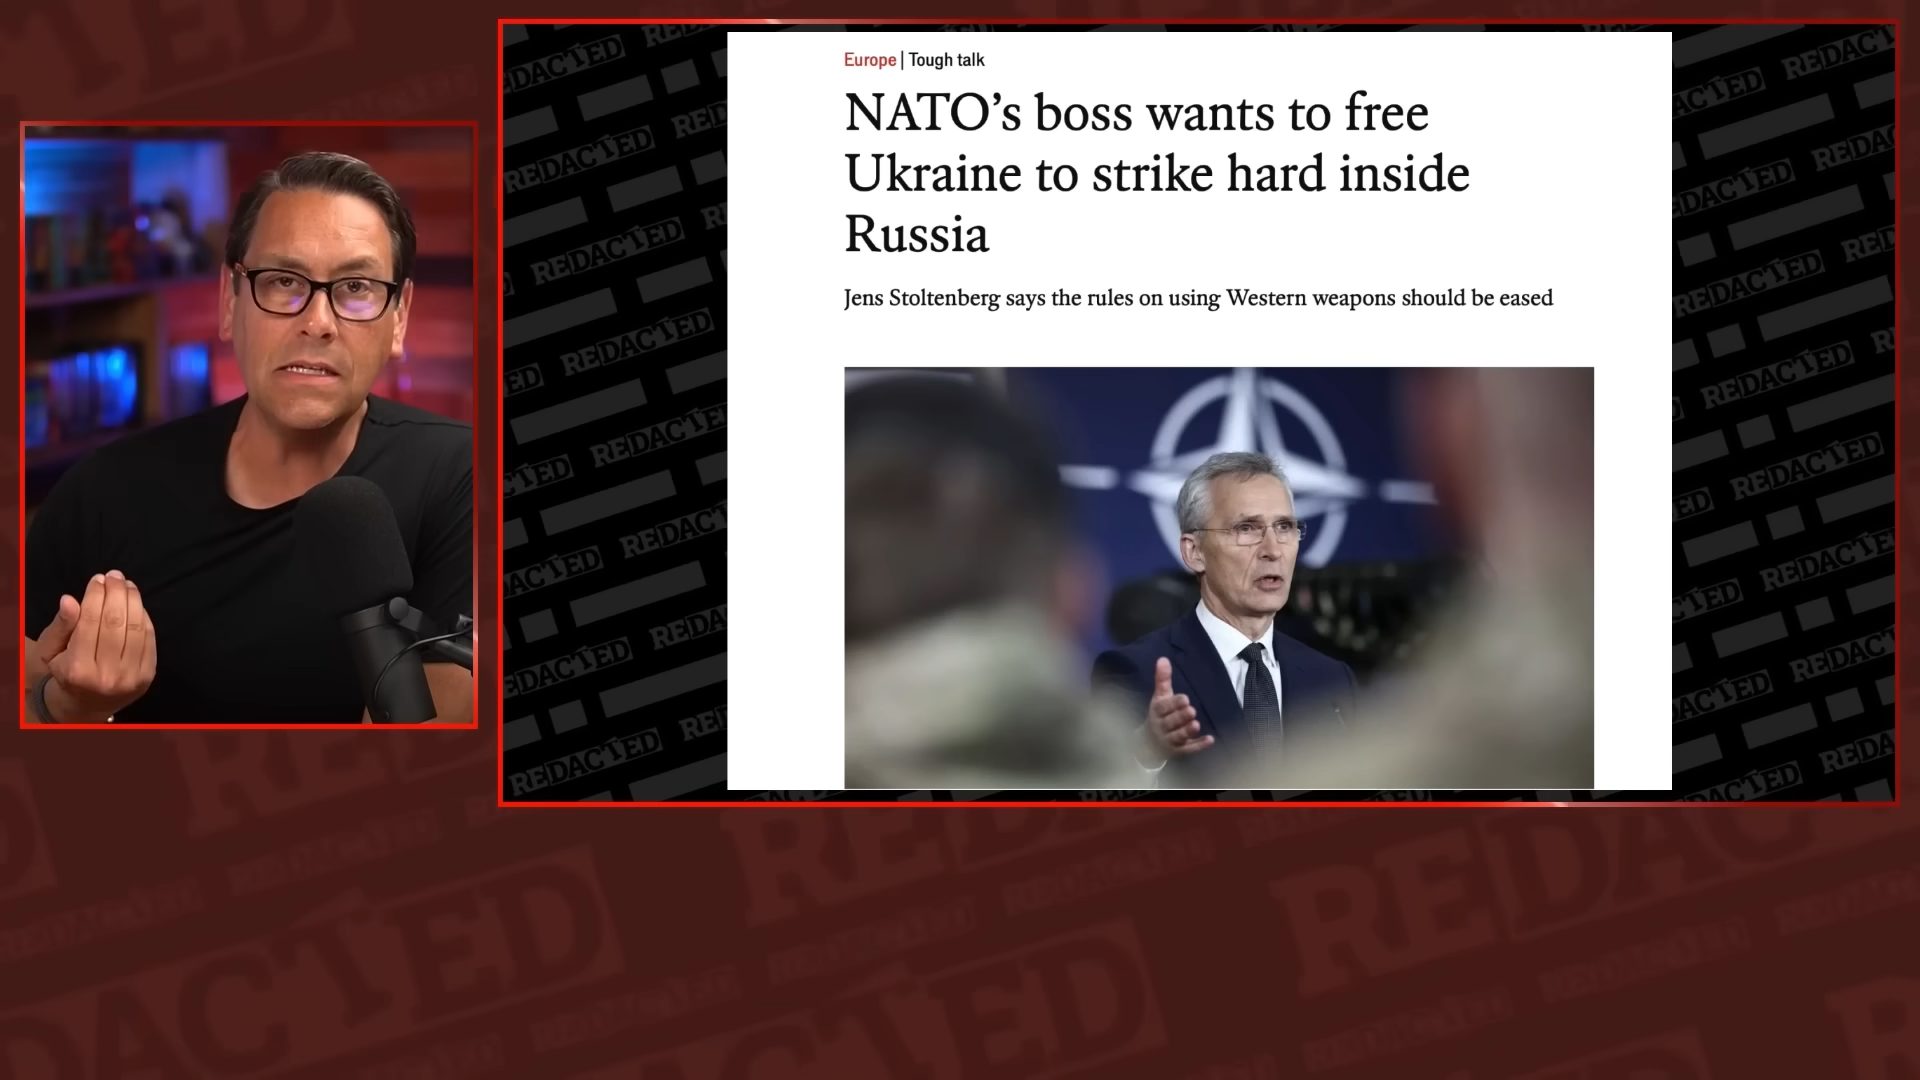 Europe | Tough talk
NATO’s boss wants to free
Ukraine to strike hard inside
Russia
Jens Stoltenberg says the rules on using Western weapons should be eased
REDACTED